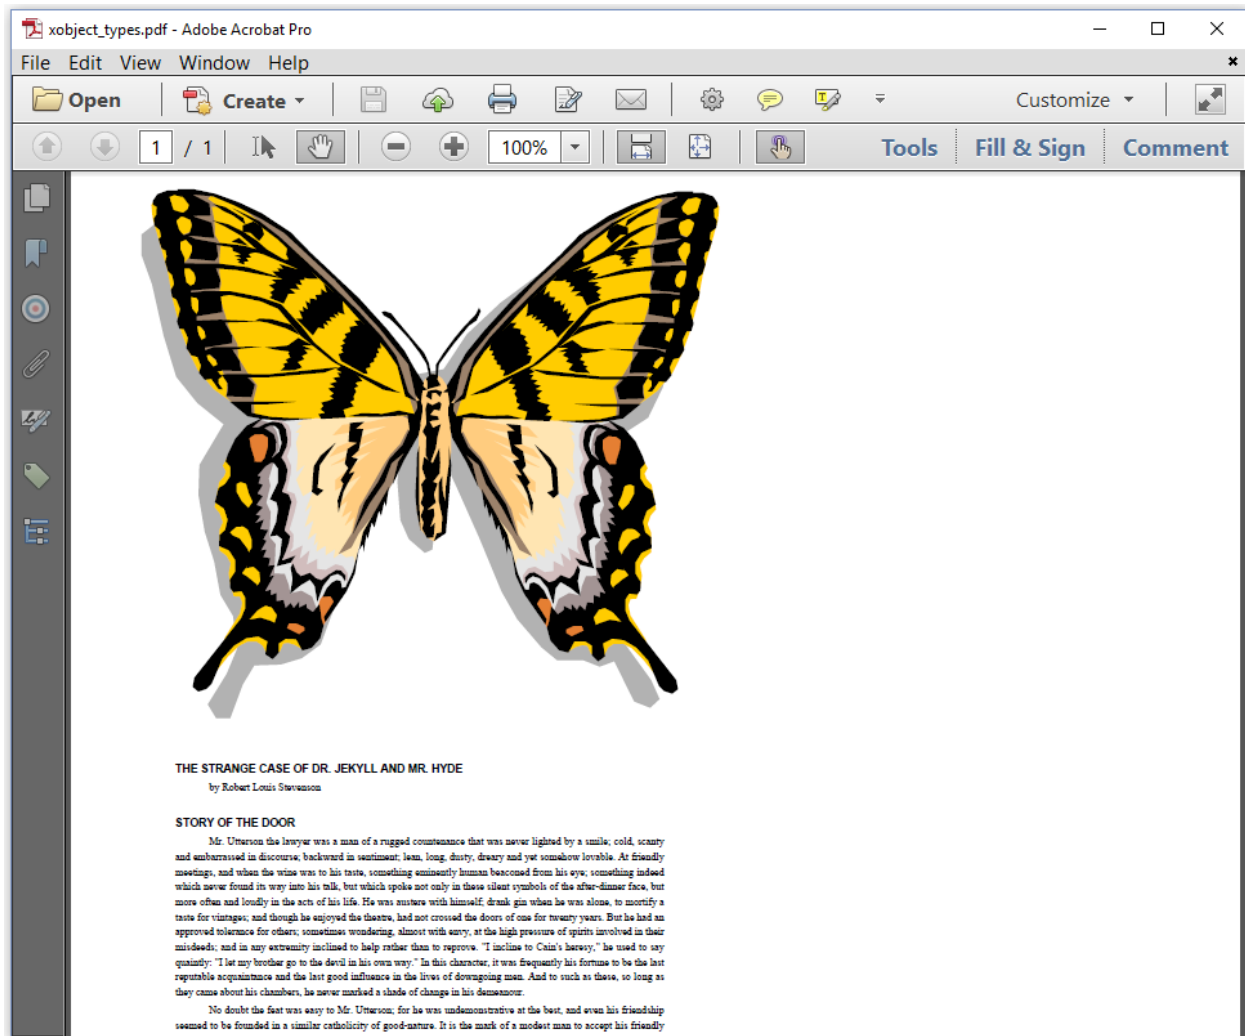 xobject_types.pdf - Adobe Acrobat Pro
File Edit View Window Help
Open Create Customize
1 / 1 100% Tools Fill & Sign Comment
THE STRANGE CASE OF DR. JEKYLL AND MR. HYDE
by Robert Louis Stevenson
STORY OF THE DOOR
Mr. Utterson the lawyer was a man of a rugged countenance that was never lighted by a smile; cold, scanty
and embarrassed in discourse; backward in sentiment; lean, long, dusty, dreary and yet somehow lovable. At friendly
meetings, and when the wine was to his taste, something eminently human beaconed from his eye; something indeed
which never found its way into his talk, but which spoke not only in these silent symbols of the after-dinner face, but
more often and loudly in the acts of his life. He was austere with himself; drank gin when he was alone, to mortify a
taste for vintages; and though he enjoyed the theatre, had not crossed the doors of one for twenty years. But he had an
approved tolerance for others; sometimes wondering, almost with envy, at the high pressure of spirits involved in their
misdeeds; and in any extremity inclined to help rather than to reprove. "I incline to Cain's heresy," he used to say
quaintly: "I let my brother go to the devil in his own way." In this character, it was frequently his fortune to be the last
reputable acquaintance and the last good influence in the lives of downgoing men. And to such as these, so long as
they came about his chambers, he never marked a shade of change in his demeanour.
No doubt the feat was easy to Mr. Utterson; for he was undemonstrative at the best, and even his friendship
seemed to be founded in a similar catholicity of good-nature. It is the mark of a modest man to accept his friendly